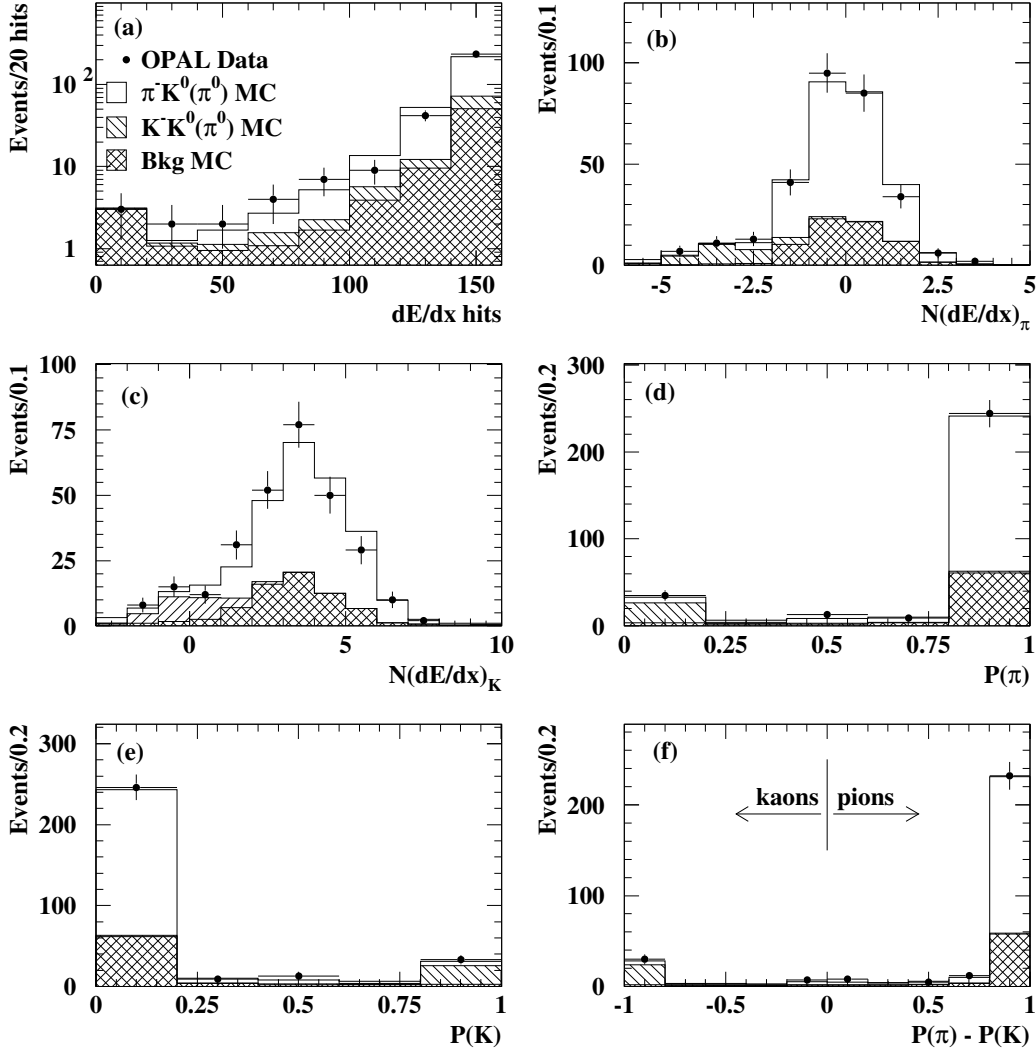 (a)
Events/20 hits
OPAL Data
π⁻K⁰(π⁰) MC
K⁻K⁰(π⁰) MC
Bkg MC
10²
10
1
0 50 100 150
dE/dx hits
(b)
Events/0.1
100
50
0
-5 -2.5 0 2.5 5
N(dE/dx)π
(c)
Events/0.1
100
75
50
25
0
0 5 10
N(dE/dx)K
(d)
Events/0.2
300
200
100
0
0 0.25 0.5 0.75 1
P(π)
(e)
Events/0.2
300
200
100
0
0 0.25 0.5 0.75 1
P(K)
(f)
Events/0.2
kaons pions
300
200
100
0
-1 -0.5 0 0.5 1
P(π) - P(K)